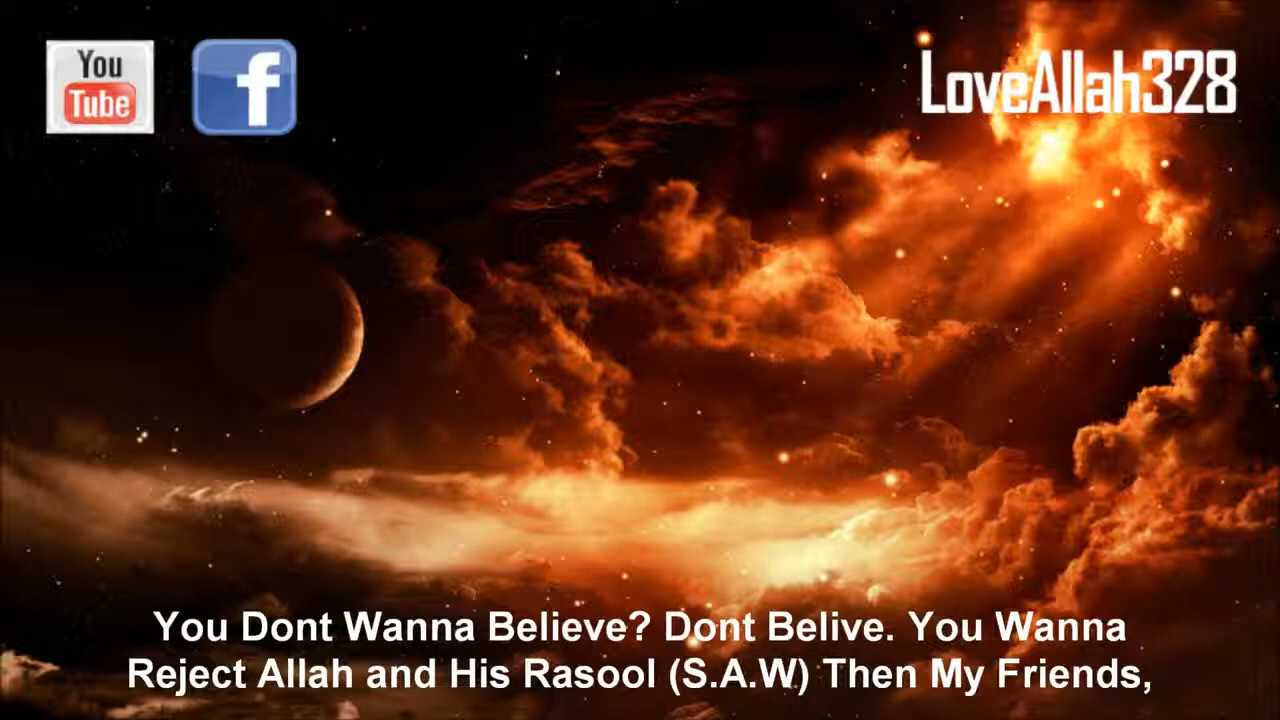 You
Tube
f
LoveAllah328
You Dont Wanna Believe? Dont Belive. You Wanna
Reject Allah and His Rasool (S.A.W) Then My Friends,